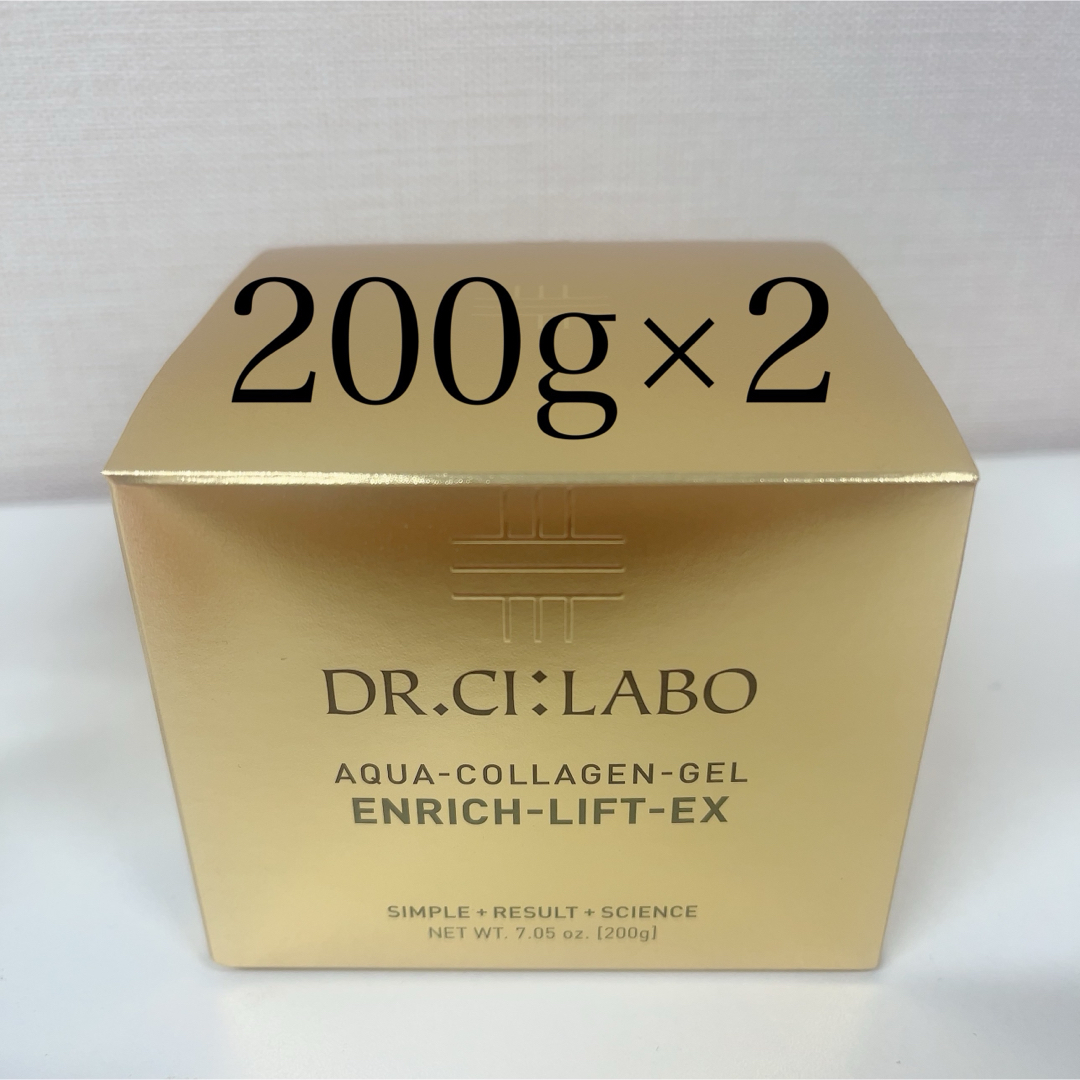 200g×2
DR.CI:LABO
AQUA-COLLAGEN-GEL
ENRICH-LIFT-EX
SIMPLE + RESULT + SCIENCE
NET WT. 7.05 oz. [200g]